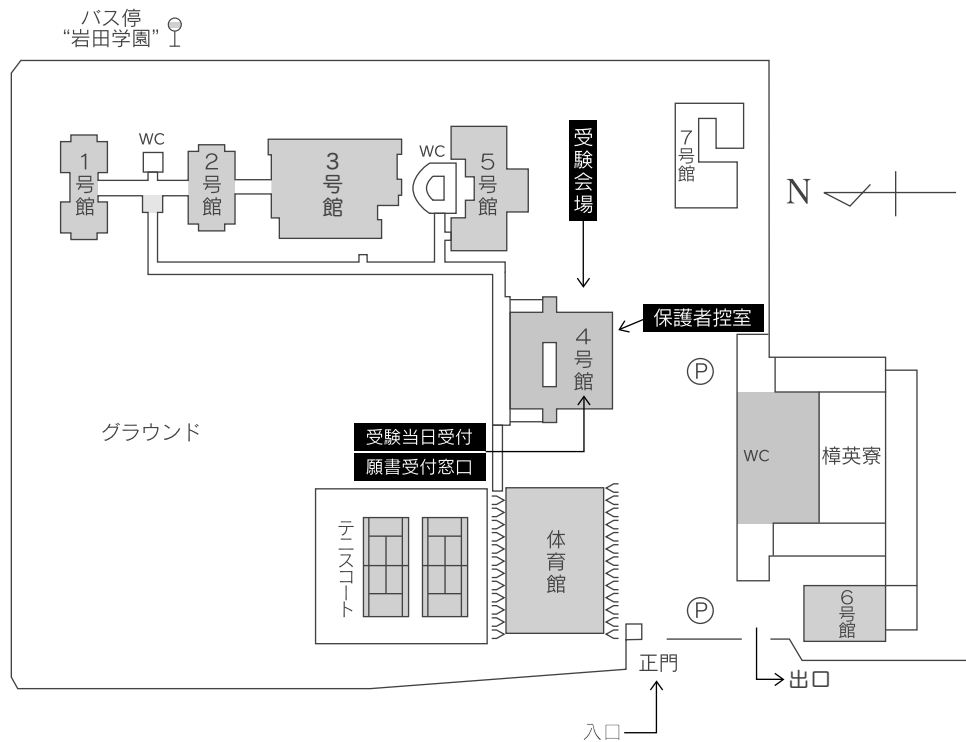 バス停
“岩田学園”
1号館
WC
2号館
3号館
WC
5号館
受験会場
7号館
N
保護者控室
4号館
P
グラウンド
受験当日受付
願書受付窓口
WC
樟英寮
テニスコート
体育館
P
6号館
正門
出口
入口